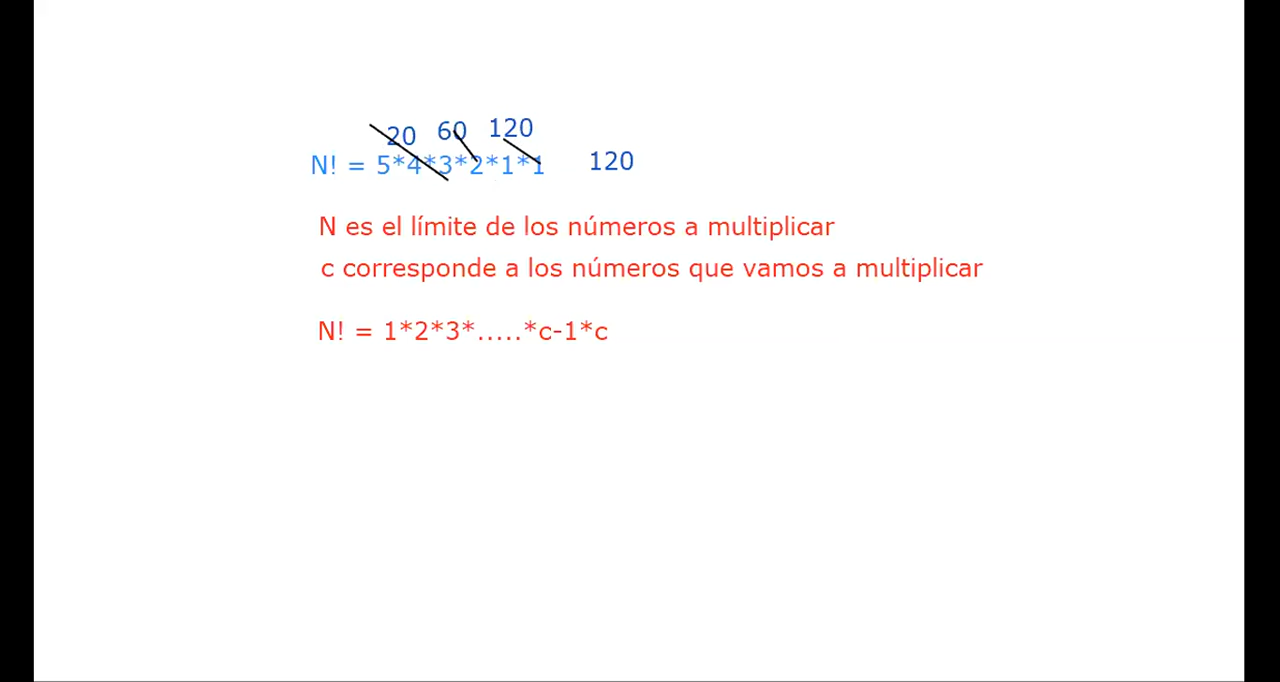 20 60 120
N! = 5*4*3*2*1*1 120
N es el límite de los números a multiplicar
c corresponde a los números que vamos a multiplicar
N! = 1*2*3*.....*c-1*c